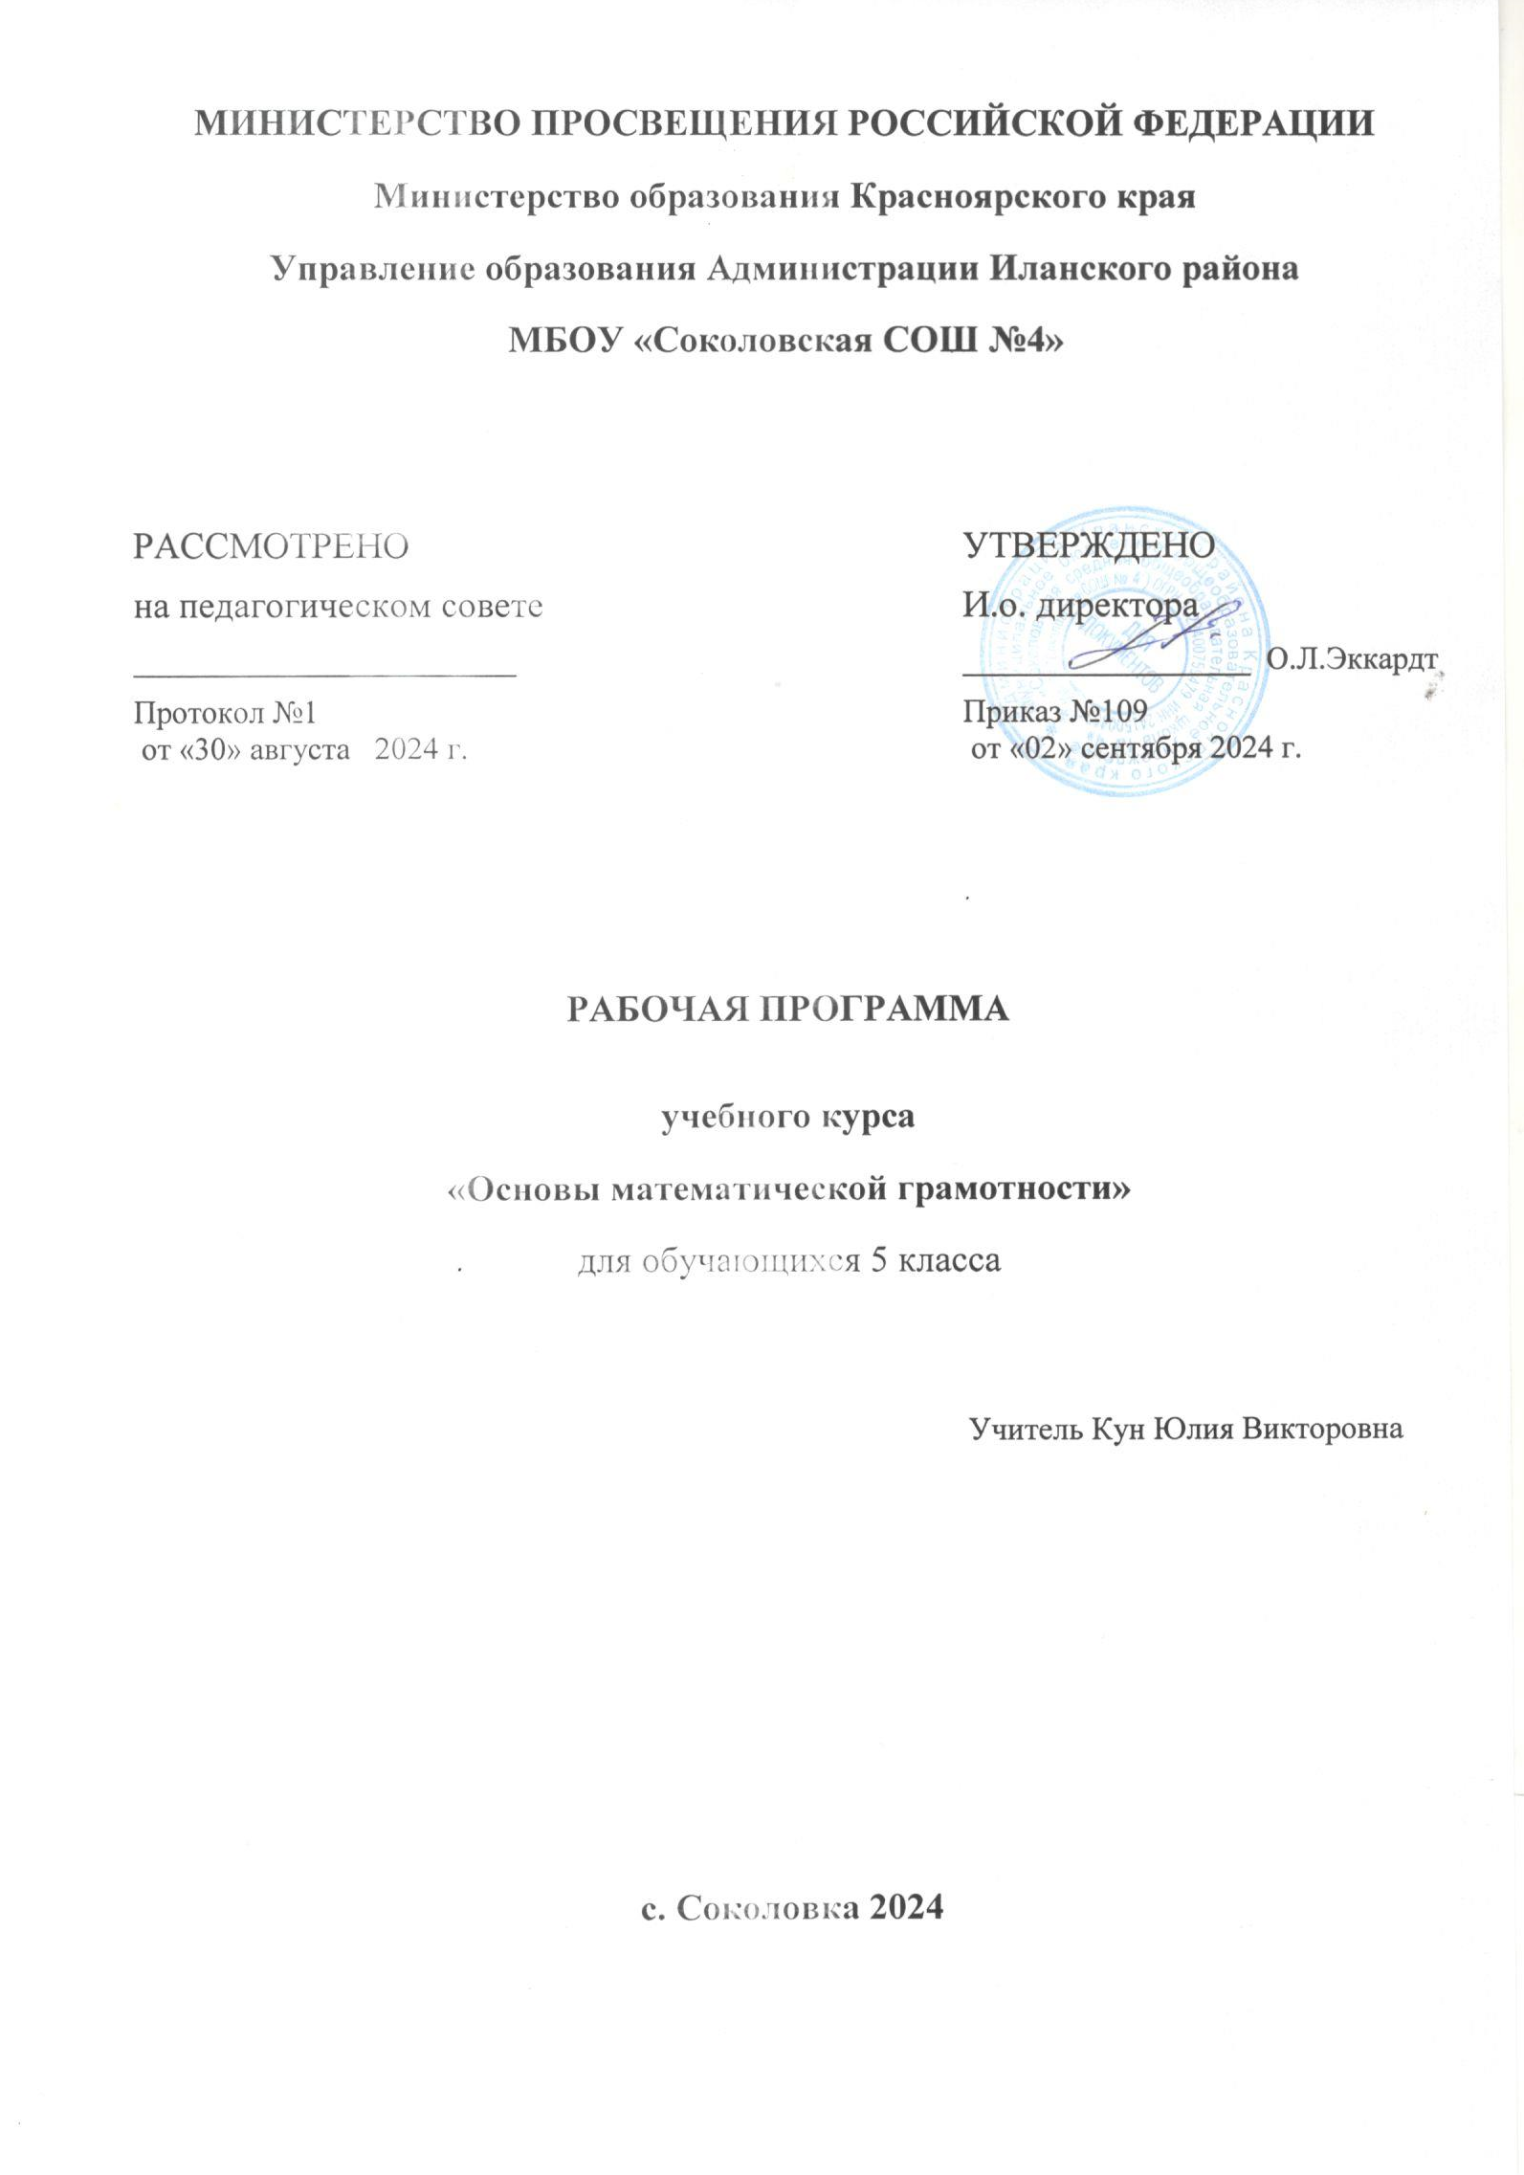 МИНИСТЕРСТВО ПРОСВЕЩЕНИЯ РОССИЙСКОЙ ФЕДЕРАЦИИ
Министерство образования Красноярского края
Управление образования Администрации Иланского района
МБОУ «Соколовская СОШ №4»
РАССМОТРЕНО
на педагогическом совете
Протокол №1
от «30» августа 2024 г.
УТВЕРЖДЕНО
И.о. директора
О.Л.Эккардт
Приказ №109
от «02» сентября 2024 г.
ДЛЯ
ДОКУМЕНТОВ
РАБОЧАЯ ПРОГРАММА
учебного курса
«Основы математической грамотности»
для обучающихся 5 класса
Учитель Кун Юлия Викторовна
с. Соколовка 2024